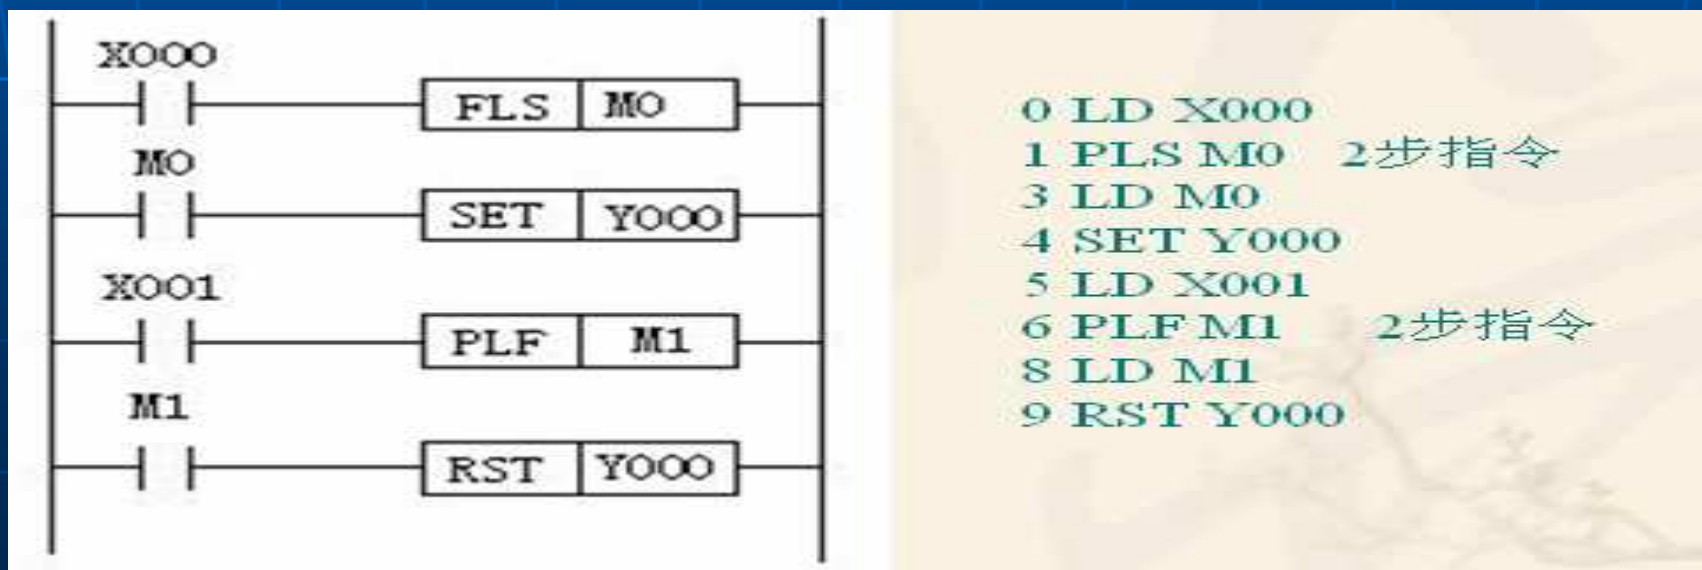 X000
FLS M0
M0
SET Y000
X001
PLF M1
M1
RST Y000
0 LD X000
1 PLS M0 2步指令
3 LD M0
4 SET Y000
5 LD X001
6 PLF M1 2步指令
8 LD M1
9 RST Y000